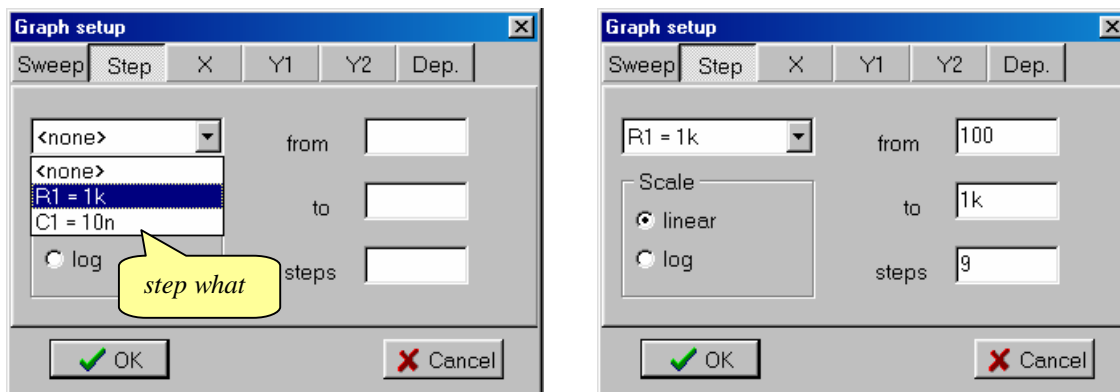 Graph setup
Sweep Step X Y1 Y2 Dep.
<none>
<none>
R1 = 1k
C1 = 10n
log
step what
from
to
steps
OK Cancel
Graph setup
Sweep Step X Y1 Y2 Dep.
R1 = 1k
Scale
linear
log
from 100
to 1k
steps 9
OK Cancel